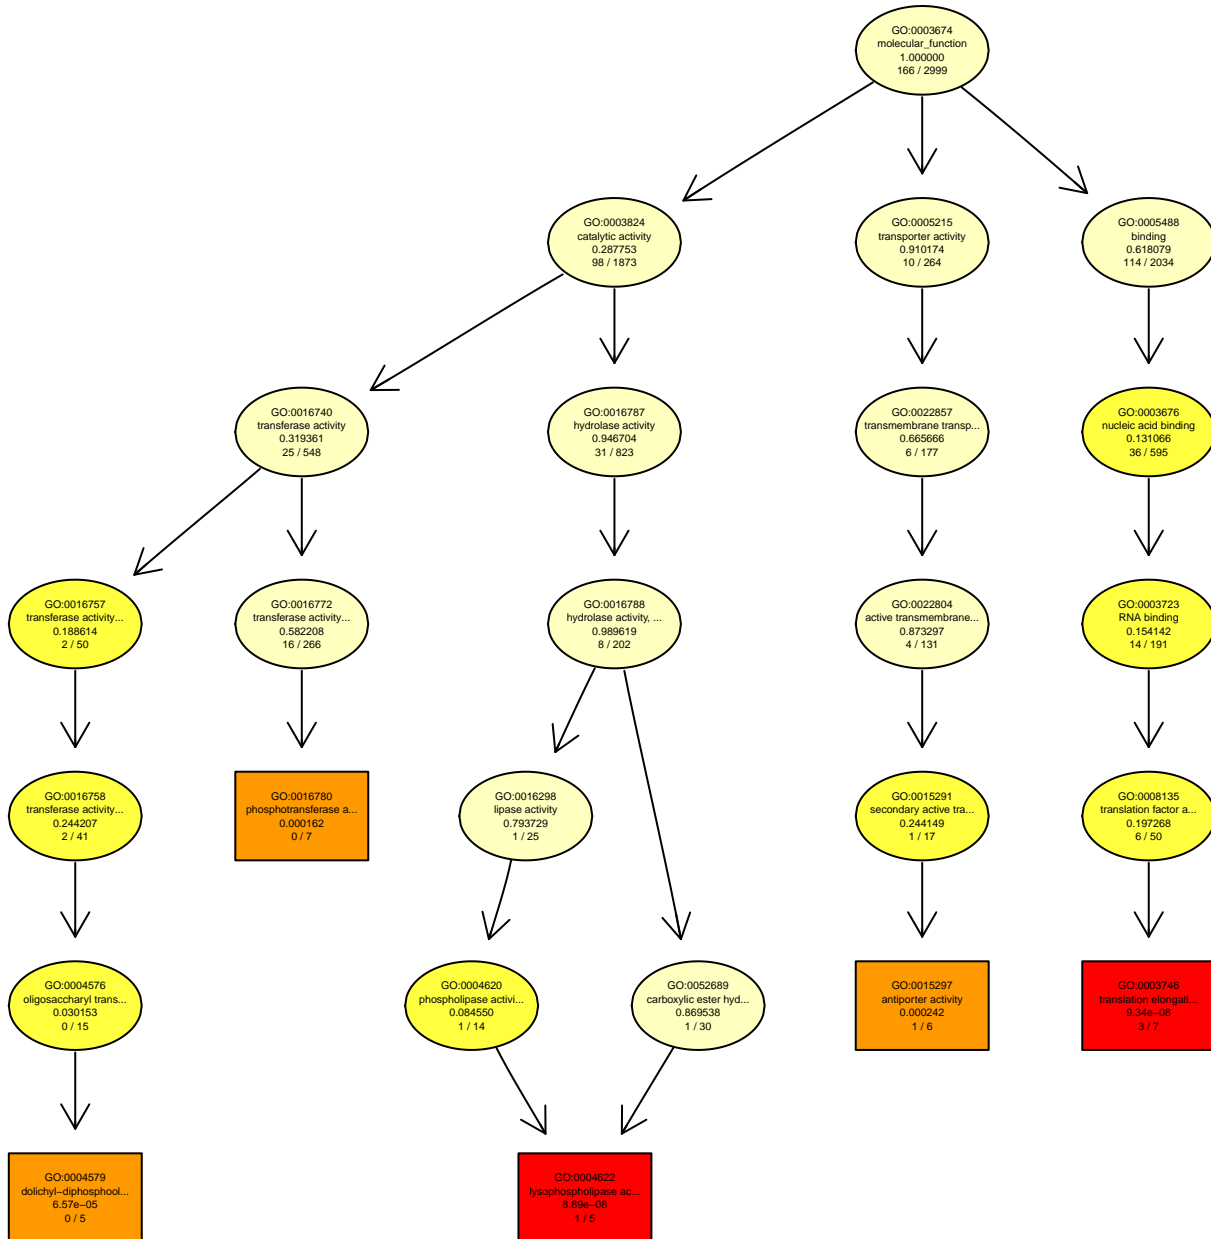 GO:0003674
molecular_function
1.000000
166 / 2999
GO:0003824
catalytic activity
0.287753
98 / 1873
GO:0005215
transporter activity
0.910174
10 / 264
GO:0005488
binding
0.618079
114 / 2034
GO:0016740
transferase activity
0.319361
25 / 548
GO:0016787
hydrolase activity
0.946704
31 / 823
GO:0022857
transmembrane transp...
0.665666
6 / 177
GO:0003676
nucleic acid binding
0.131066
36 / 595
GO:0016757
transferase activity...
0.188614
2 / 50
GO:0016772
transferase activity...
0.582208
16 / 266
GO:0016788
hydrolase activity, ...
0.989619
8 / 202
GO:0022804
active transmembrane...
0.873297
4 / 131
GO:0003723
RNA binding
0.154142
14 / 191
GO:0016758
transferase activity...
0.244207
2 / 41
GO:0016780
phosphotransferase a...
0.000162
0 / 7
GO:0016298
lipase activity
0.793729
1 / 25
GO:0015291
secondary active tra...
0.244149
1 / 17
GO:0008135
translation factor a...
0.197268
6 / 50
GO:0004576
oligosaccharyl trans...
0.030153
0 / 15
GO:0004620
phospholipase activi...
0.084550
1 / 14
GO:0052689
carboxylic ester hyd...
0.869538
1 / 30
GO:0015297
antiporter activity
0.000242
1 / 6
GO:0003746
translation elongati...
9.34e−08
3 / 7
GO:0004579
dolichyl−diphosphool...
6.57e−05
0 / 5
GO:0004622
lysophospholipase ac...
8.89e−08
1 / 5